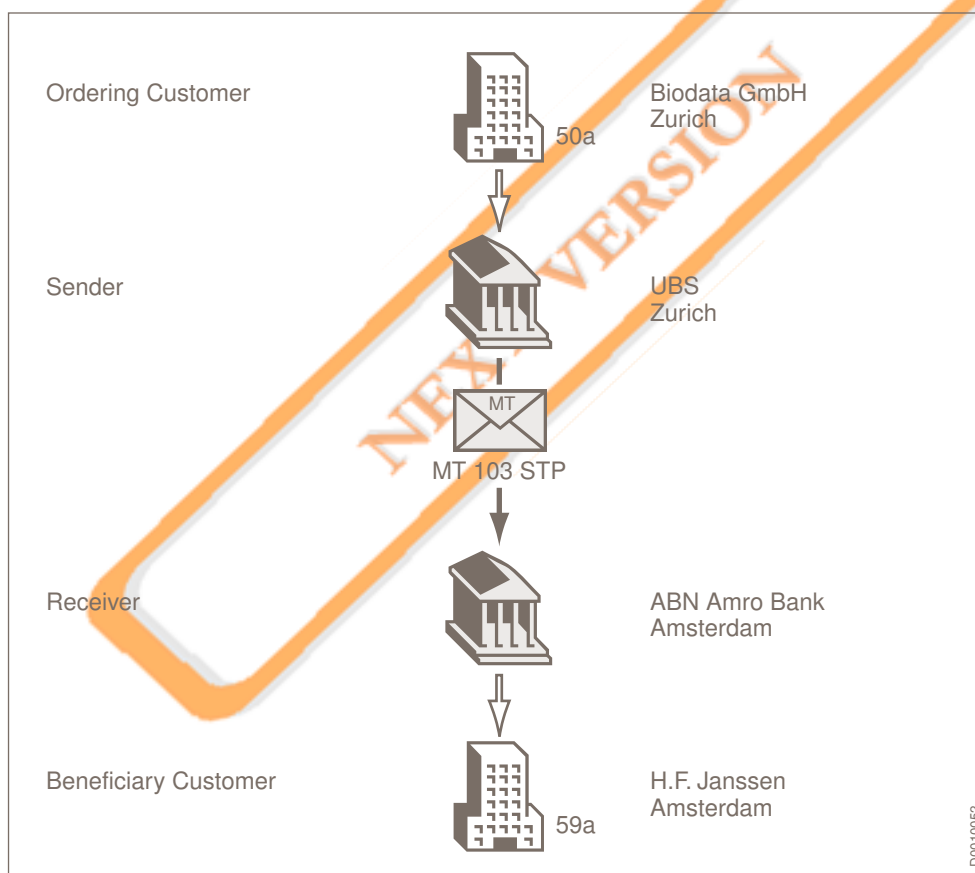 Ordering Customer
50a
Biodata GmbH
Zurich
Sender
UBS
Zurich
NEXT VERSION
MT
MT 103 STP
Receiver
ABN Amro Bank
Amsterdam
Beneficiary Customer
59a
H.F. Janssen
Amsterdam
D0010052